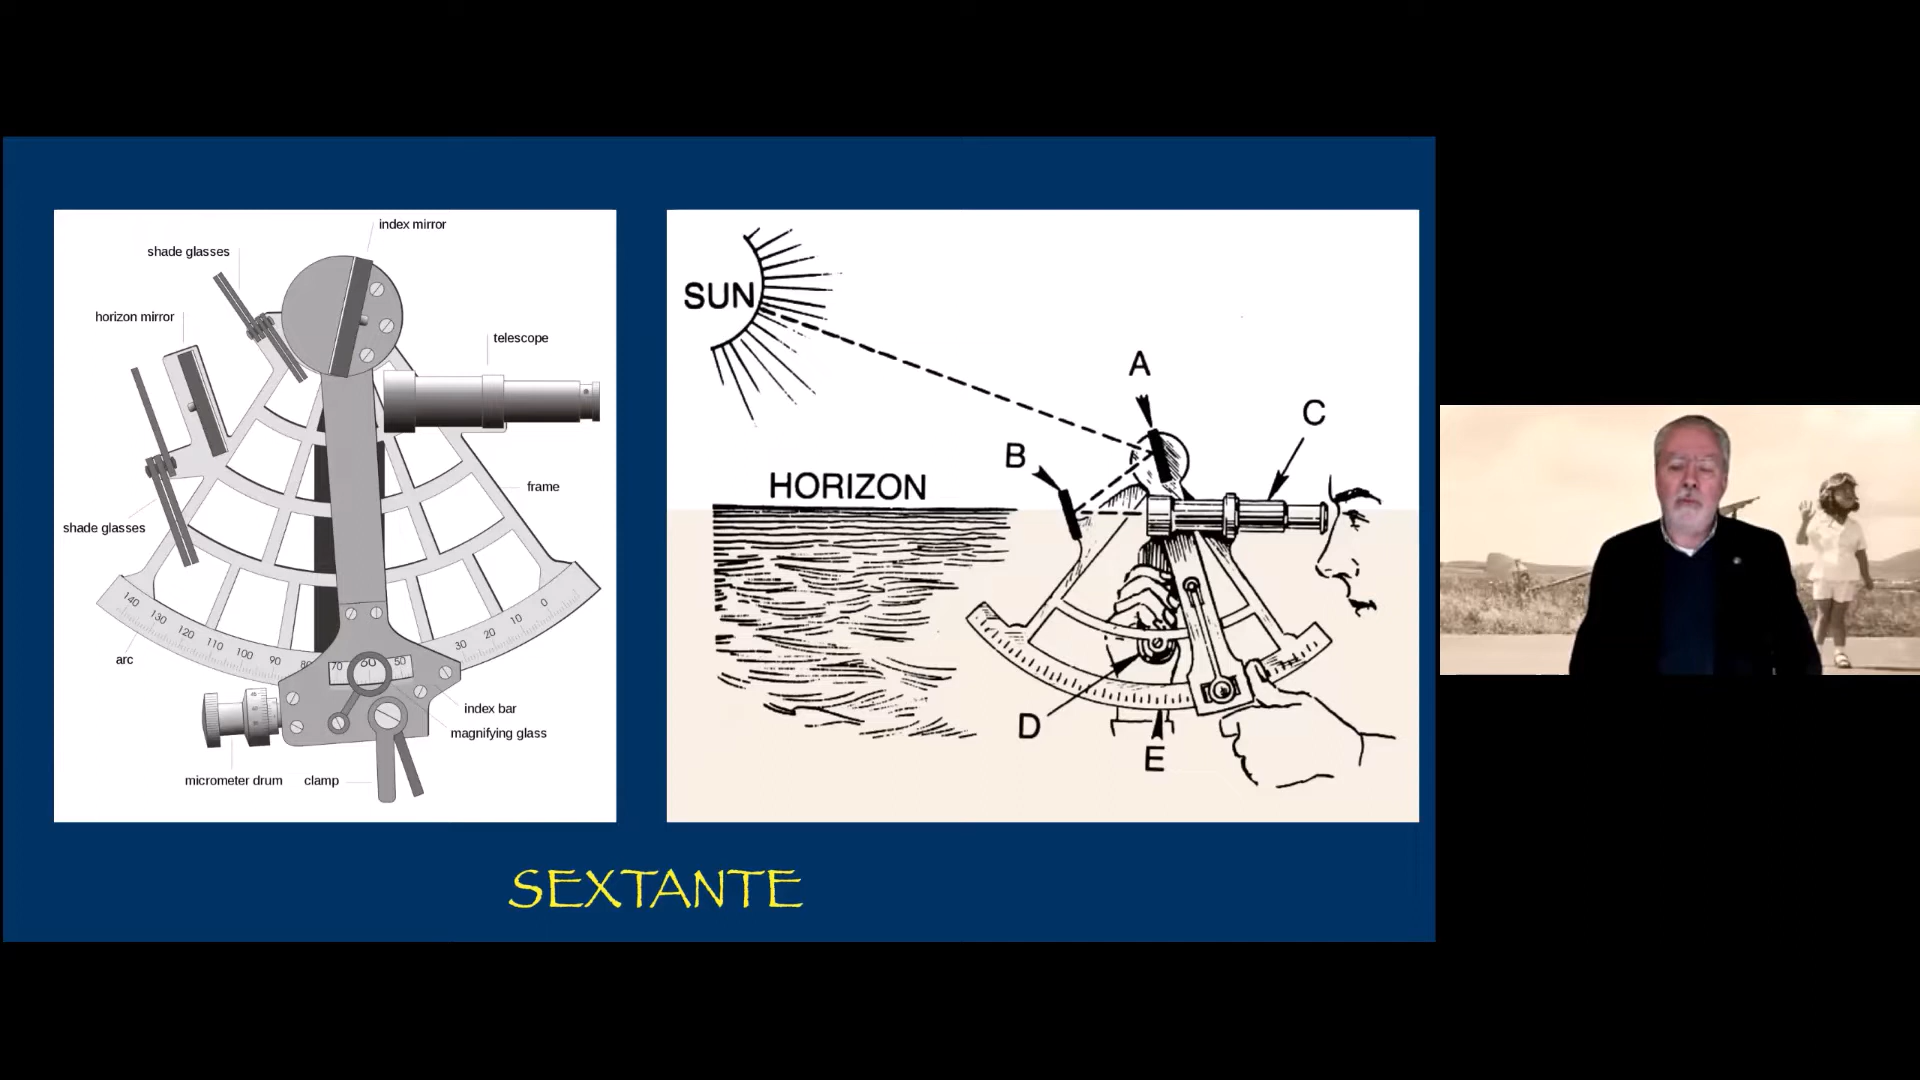 index mirror
shade glasses
horizon mirror
telescope
frame
shade glasses
140
130
120
110
100
90
80
70
60
50
30
20
10
0
arc
index bar
magnifying glass
micrometer drum
clamp
SUN
A
C
B
HORIZON
D
E
SEXTANTE